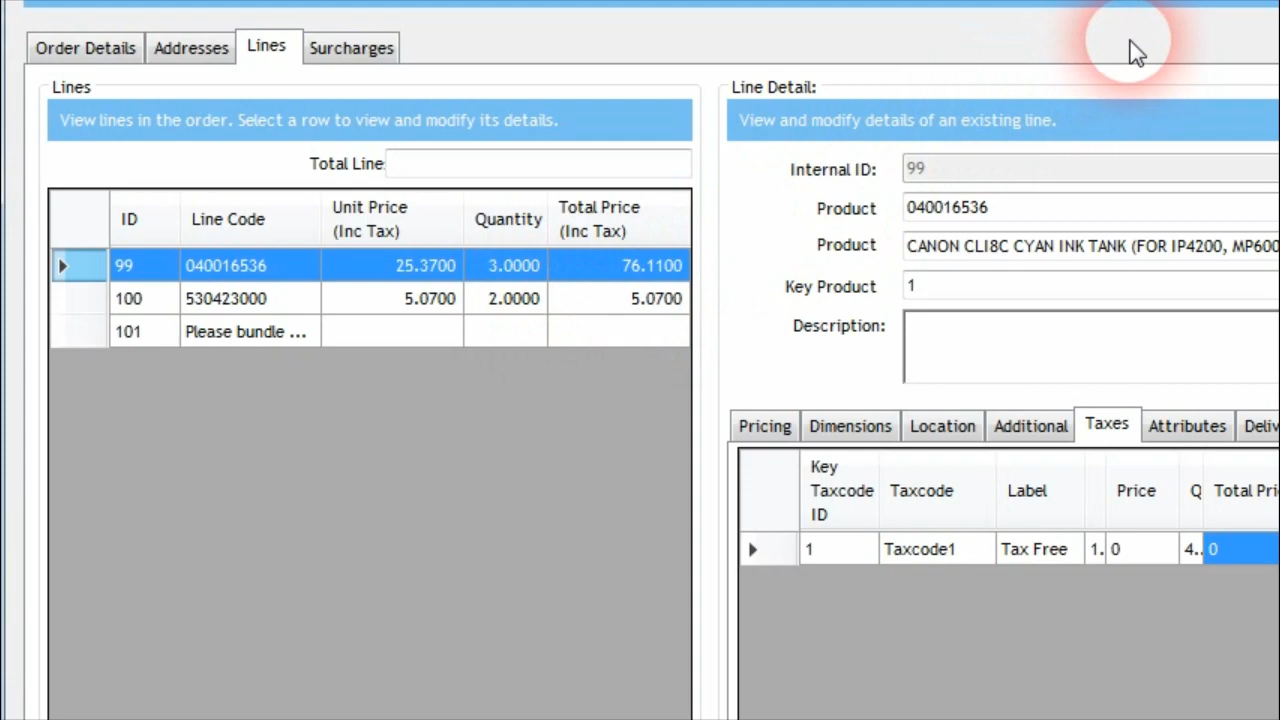 Order Details Addresses Lines Surcharges
Lines
View lines in the order. Select a row to view and modify its details.
Total Line
ID Line Code Unit Price (Inc Tax) Quantity Total Price (Inc Tax)
99 040016536 25.3700 3.0000 76.1100
100 530423000 5.0700 2.0000 5.0700
101 Please bundle ...
Line Detail:
View and modify details of an existing line.
Internal ID: 99
Product 040016536
Product CANON CLI8C CYAN INK TANK (FOR IP4200, MP600
Key Product 1
Description:
Pricing Dimensions Location Additional Taxes Attributes Deliv
Key Taxcode ID Taxcode Label Price Q Total Pri
1 Taxcode1 Tax Free 1. 0 4.. 0